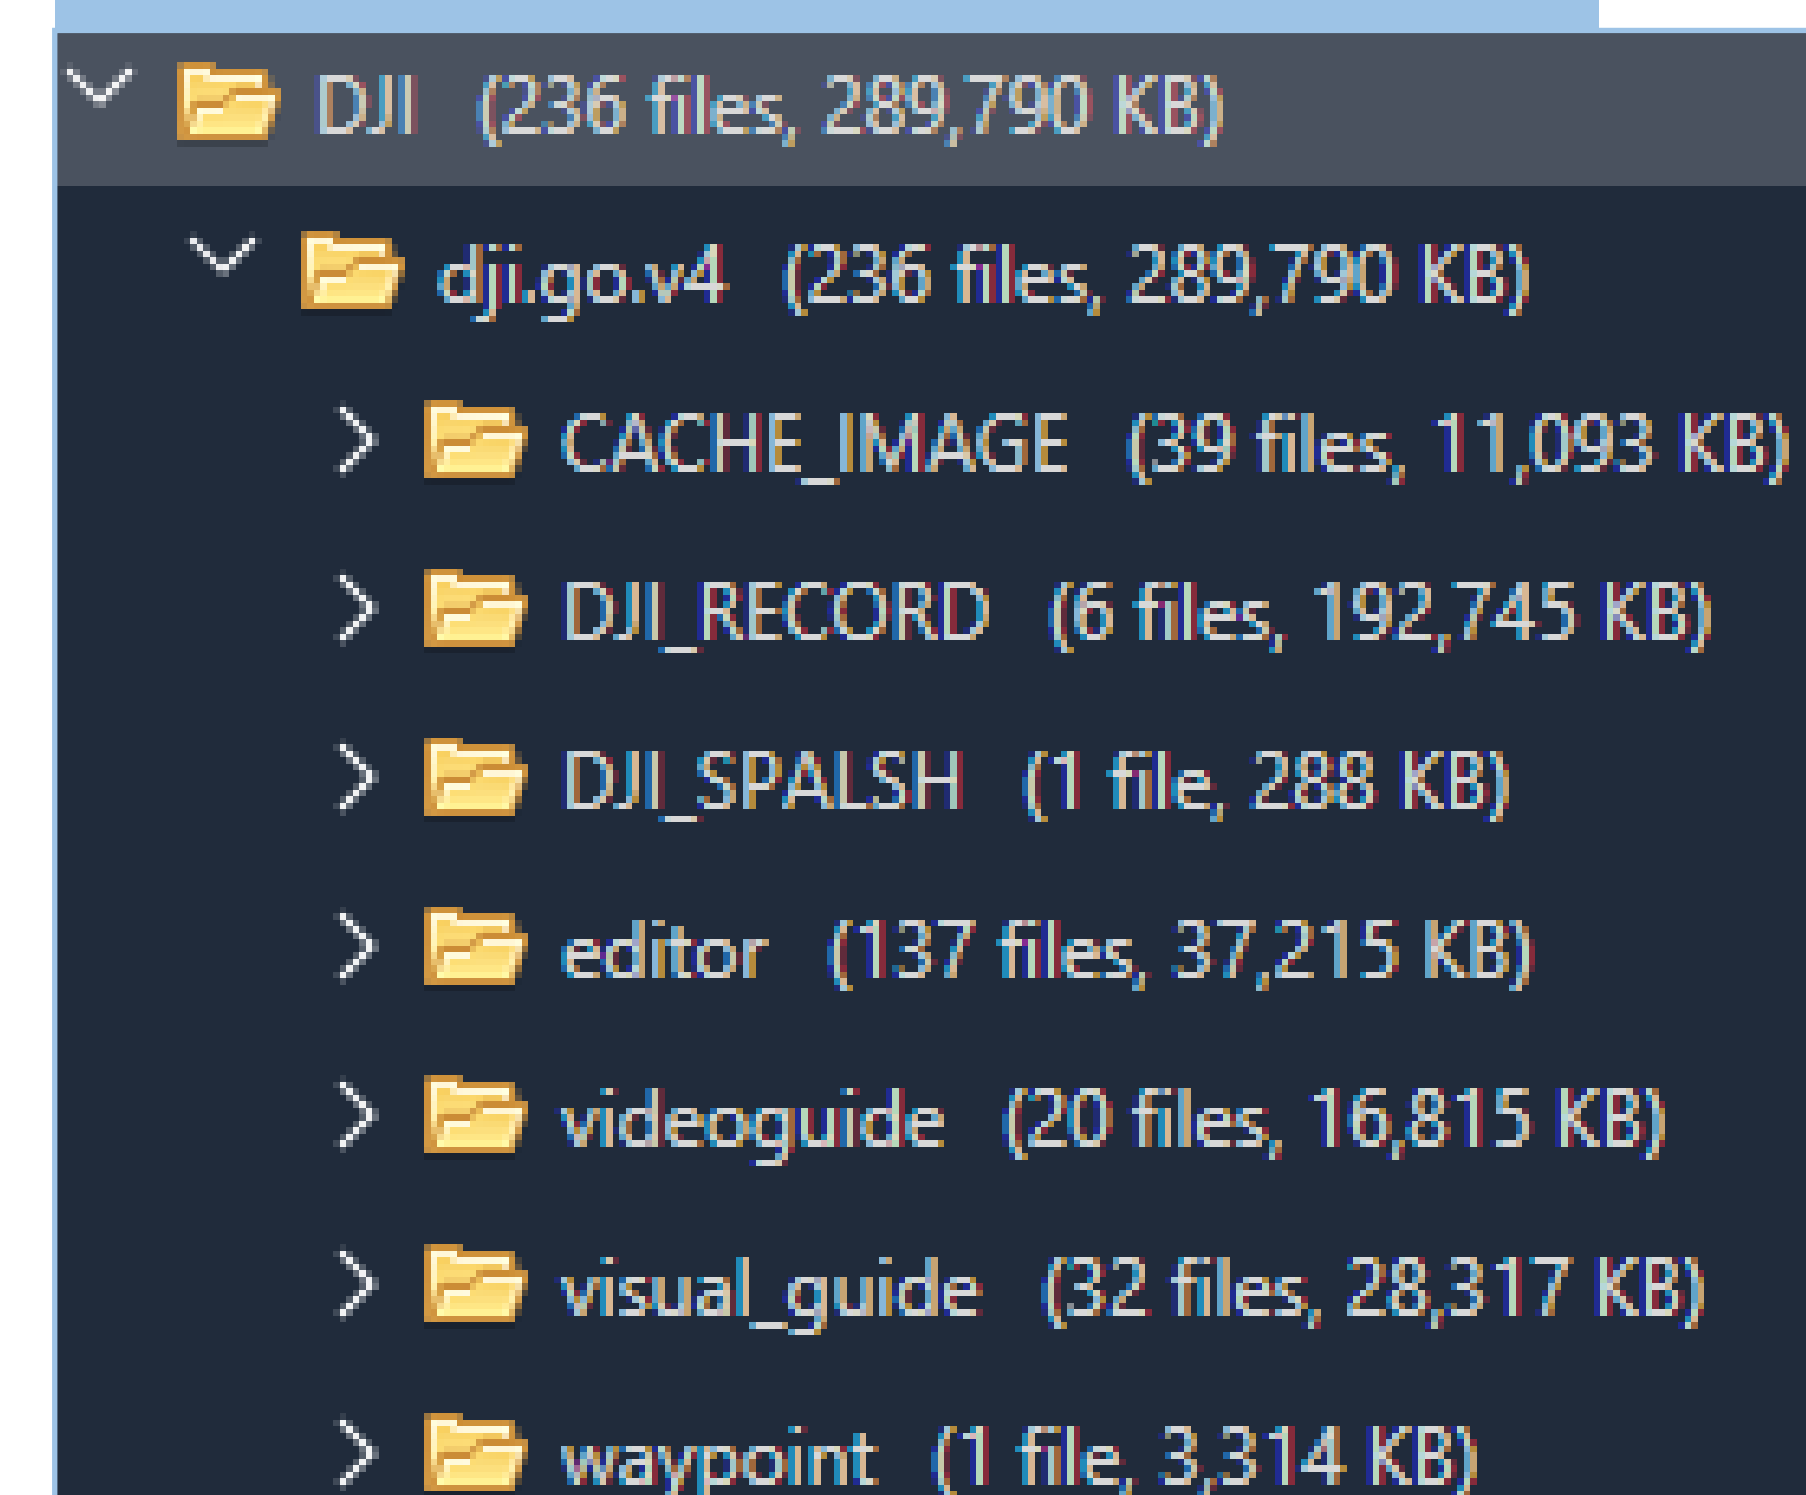 DJI (236 files, 289,790 KB)
dji.go.v4 (236 files, 289,790 KB)
CACHE_IMAGE (39 files, 11,093 KB)
DJI_RECORD (6 files, 192,745 KB)
DJI_SPALSH (1 file, 288 KB)
editor (137 files, 37,215 KB)
videoguide (20 files, 16,815 KB)
visual_guide (32 files, 28,317 KB)
waypoint (1 file, 3,314 KB)